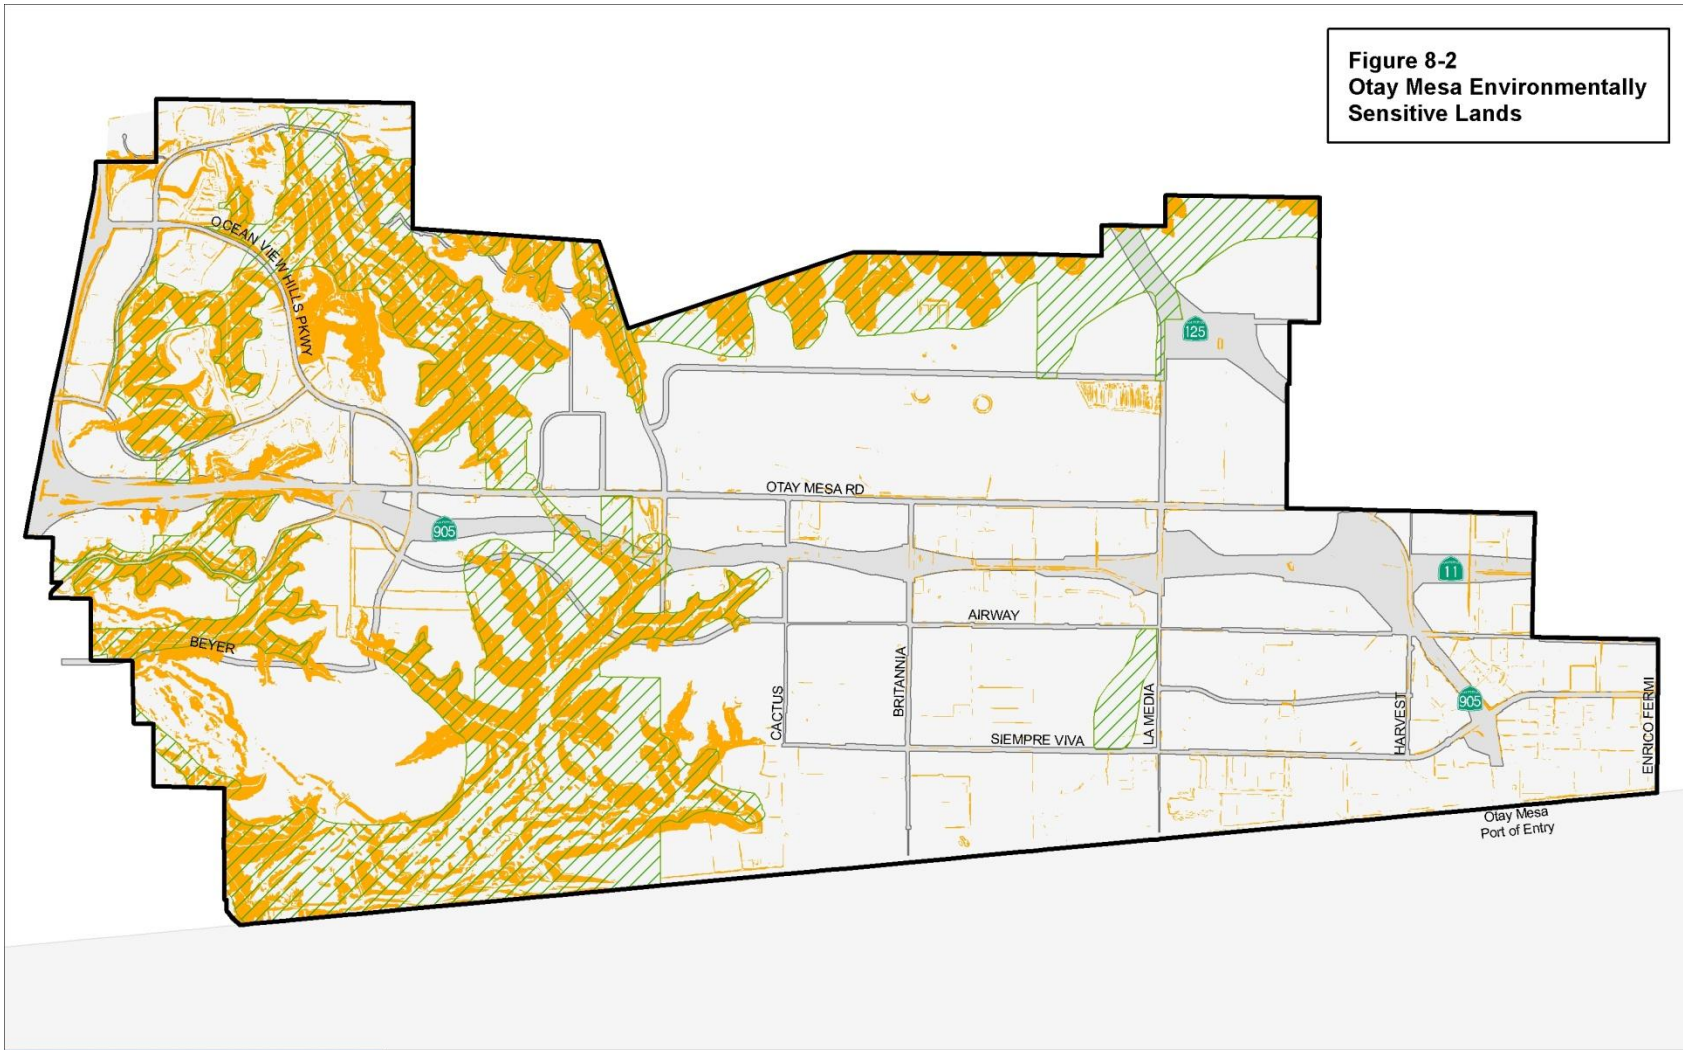 Figure 8-2
Otay Mesa Environmentally
Sensitive Lands
OCEAN VIEW HILLS PKWY
125
OTAY MESA RD
905
11
AIRWAY
BEYER
CACTUS
BRITANNIA
LA MEDIA
HARVEST
905
ENRICO FERMI
SIEMPRE VIVA
Otay Mesa
Port of Entry